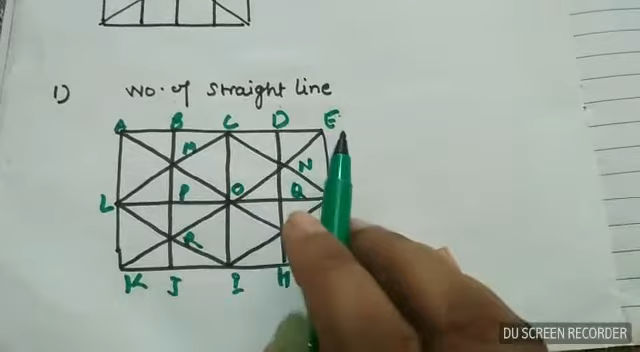 1) No. of straight line
A B C D E
M N
L P O Q
R
K J I H
DU SCREEN RECORDER